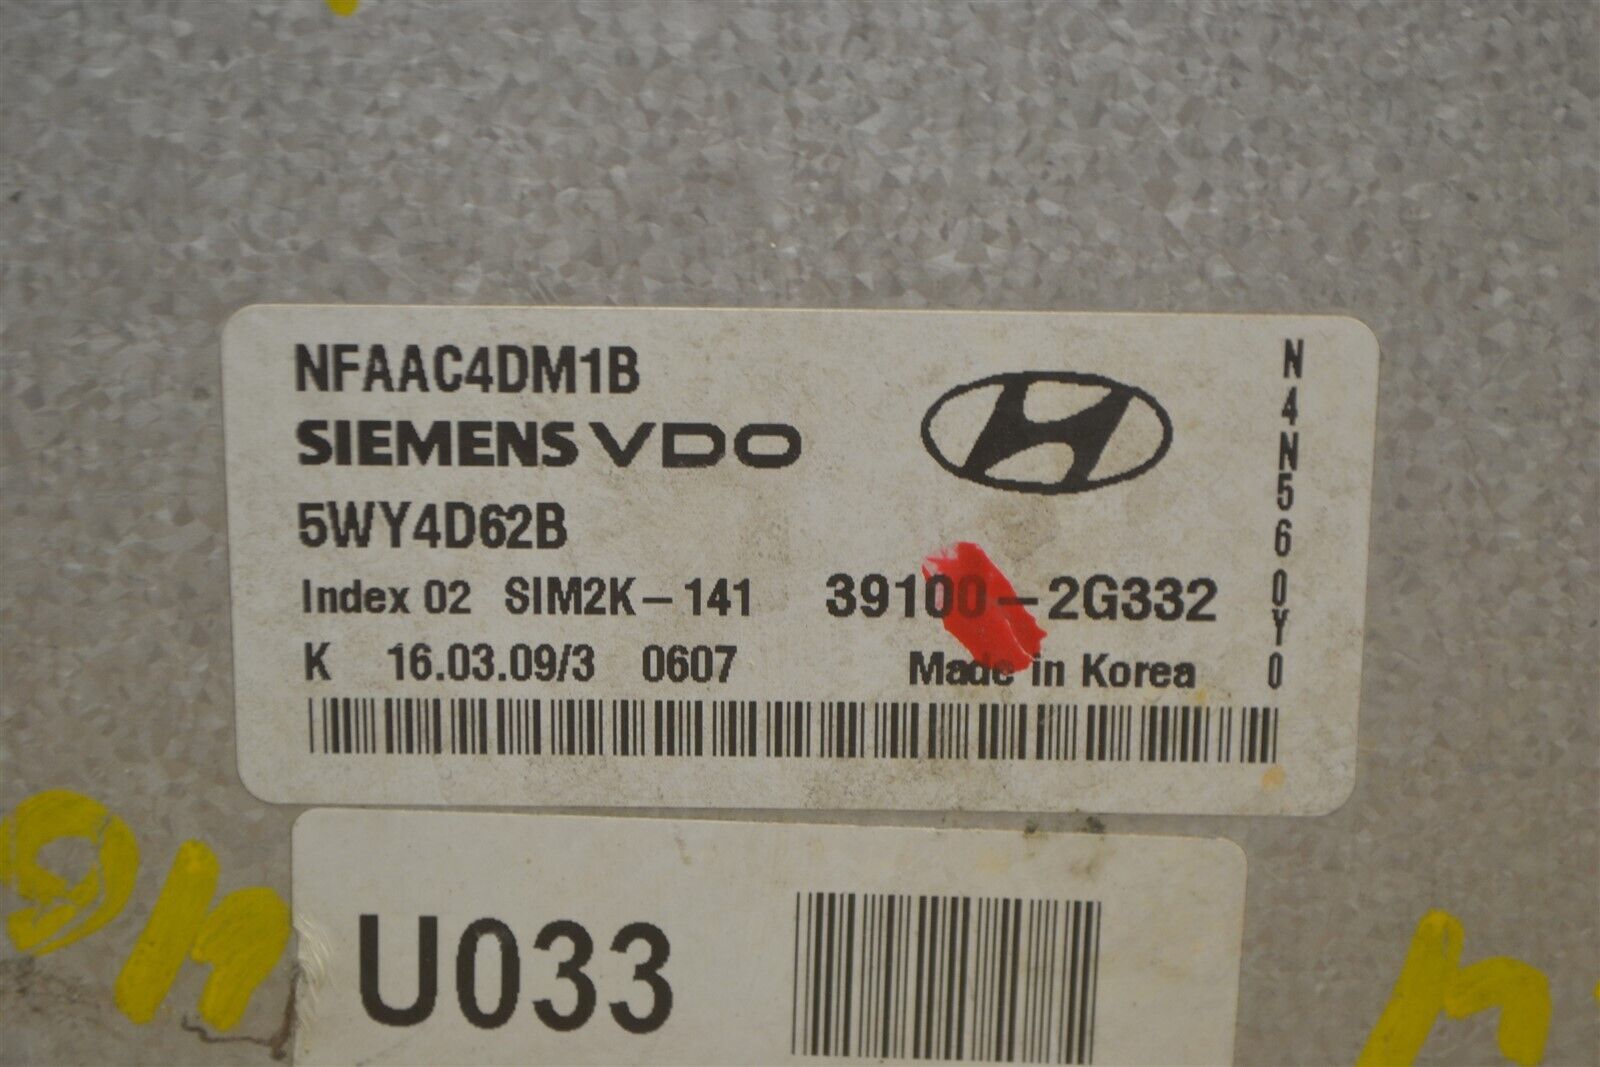 NFAAC4DM1B
SIEMENS VDO
5WY4D62B
Index 02 SIM2K-141 39100-2G332
K 16.03.09/3 0607 Made in Korea
N4N560Y0
U033